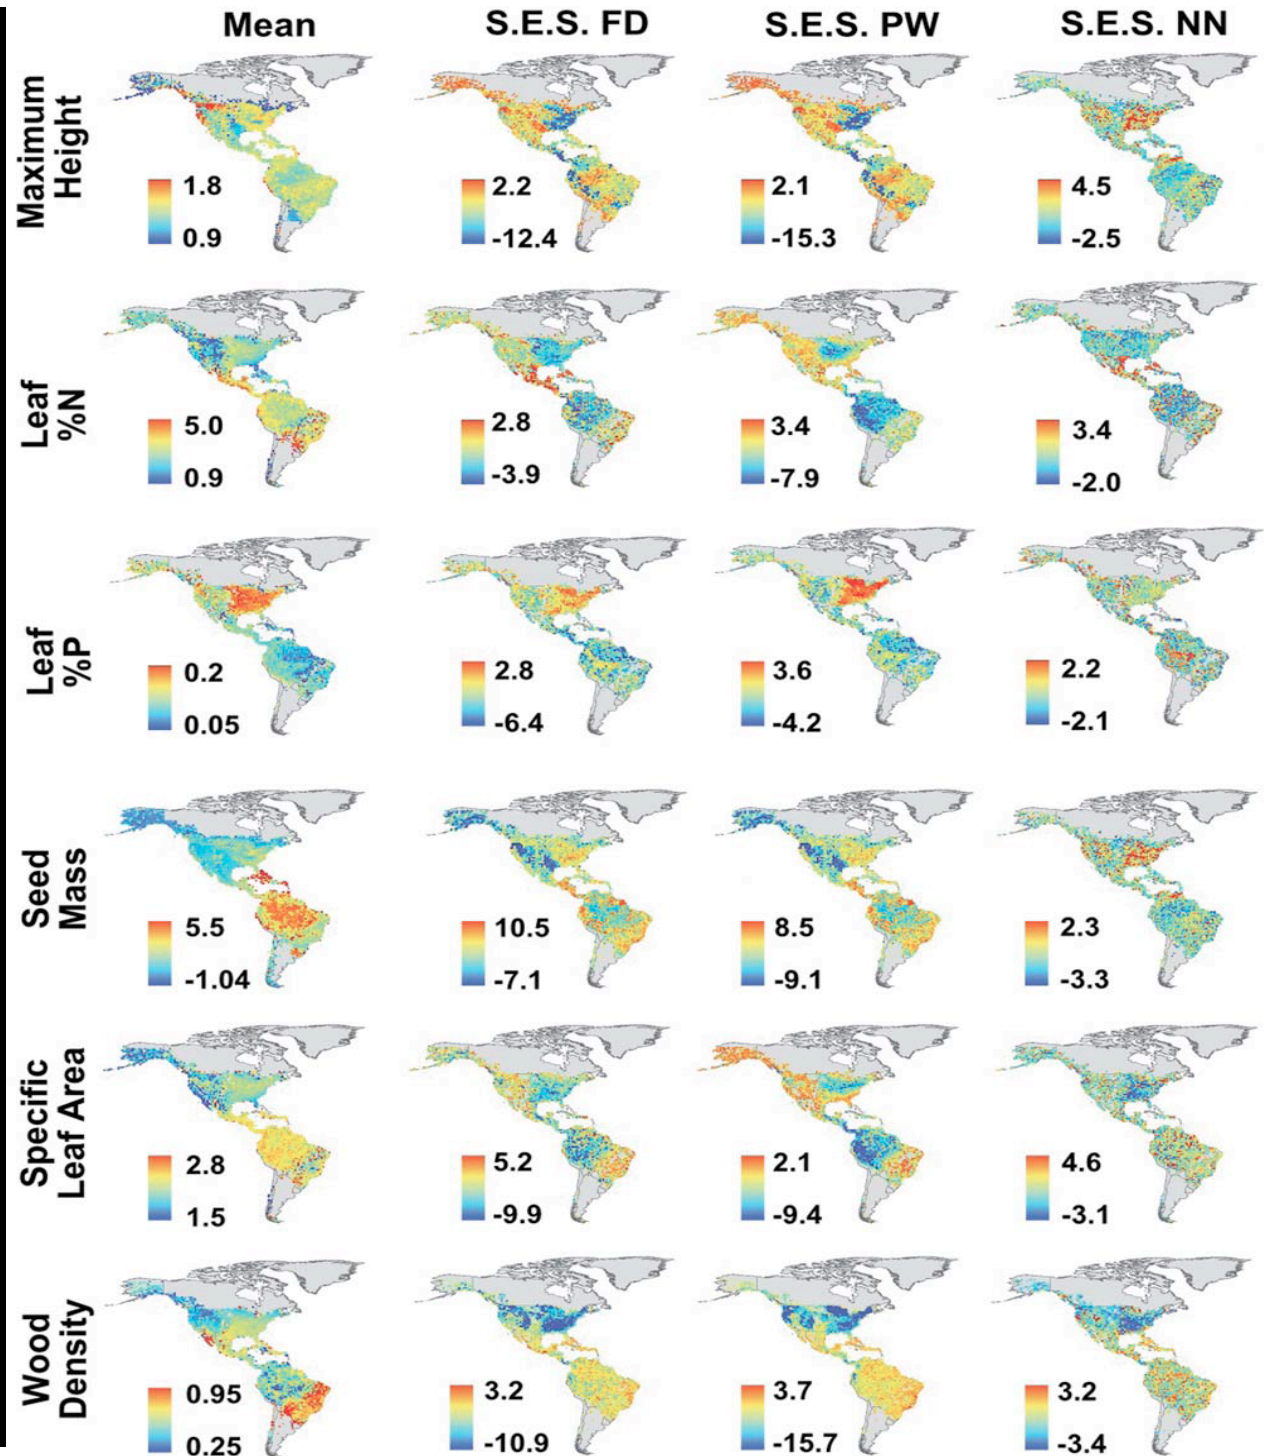 Mean S.E.S. FD S.E.S. PW S.E.S. NN
Maximum
Height
1.8 2.2 2.1 4.5
0.9 -12.4 -15.3 -2.5
Leaf
%N
5.0 2.8 3.4 3.4
0.9 -3.9 -7.9 -2.0
Leaf
%P
0.2 2.8 3.6 2.2
0.05 -6.4 -4.2 -2.1
Seed
Mass
5.5 10.5 8.5 2.3
-1.04 -7.1 -9.1 -3.3
Specific
Leaf Area
2.8 5.2 2.1 4.6
1.5 -9.9 -9.4 -3.1
Wood
Density
0.95 3.2 3.7 3.2
0.25 -10.9 -15.7 -3.4